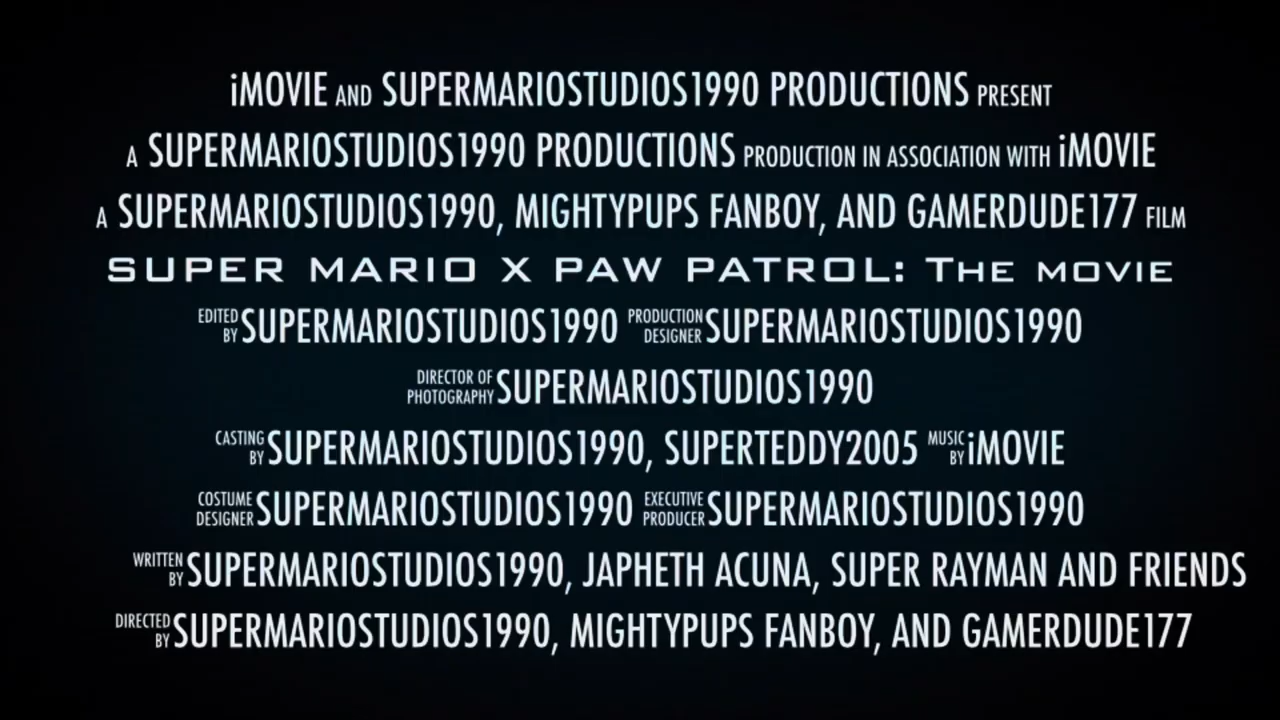 iMOVIE AND SUPERMARIOSTUDIOS1990 PRODUCTIONS PRESENT
A SUPERMARIOSTUDIOS1990 PRODUCTIONS PRODUCTION IN ASSOCIATION WITH iMOVIE
A SUPERMARIOSTUDIOS1990, MIGHTYPUPS FANBOY, AND GAMERDUDE177 FILM
SUPER MARIO X PAW PATROL: THE MOVIE
EDITED BY SUPERMARIOSTUDIOS1990 PRODUCTION DESIGNER SUPERMARIOSTUDIOS1990
DIRECTOR OF PHOTOGRAPHY SUPERMARIOSTUDIOS1990
CASTING BY SUPERMARIOSTUDIOS1990, SUPERTEDDY2005 MUSIC BY iMOVIE
COSTUME DESIGNER SUPERMARIOSTUDIOS1990 EXECUTIVE PRODUCER SUPERMARIOSTUDIOS1990
WRITTEN BY SUPERMARIOSTUDIOS1990, JAPHETH ACUNA, SUPER RAYMAN AND FRIENDS
DIRECTED BY SUPERMARIOSTUDIOS1990, MIGHTYPUPS FANBOY, AND GAMERDUDE177